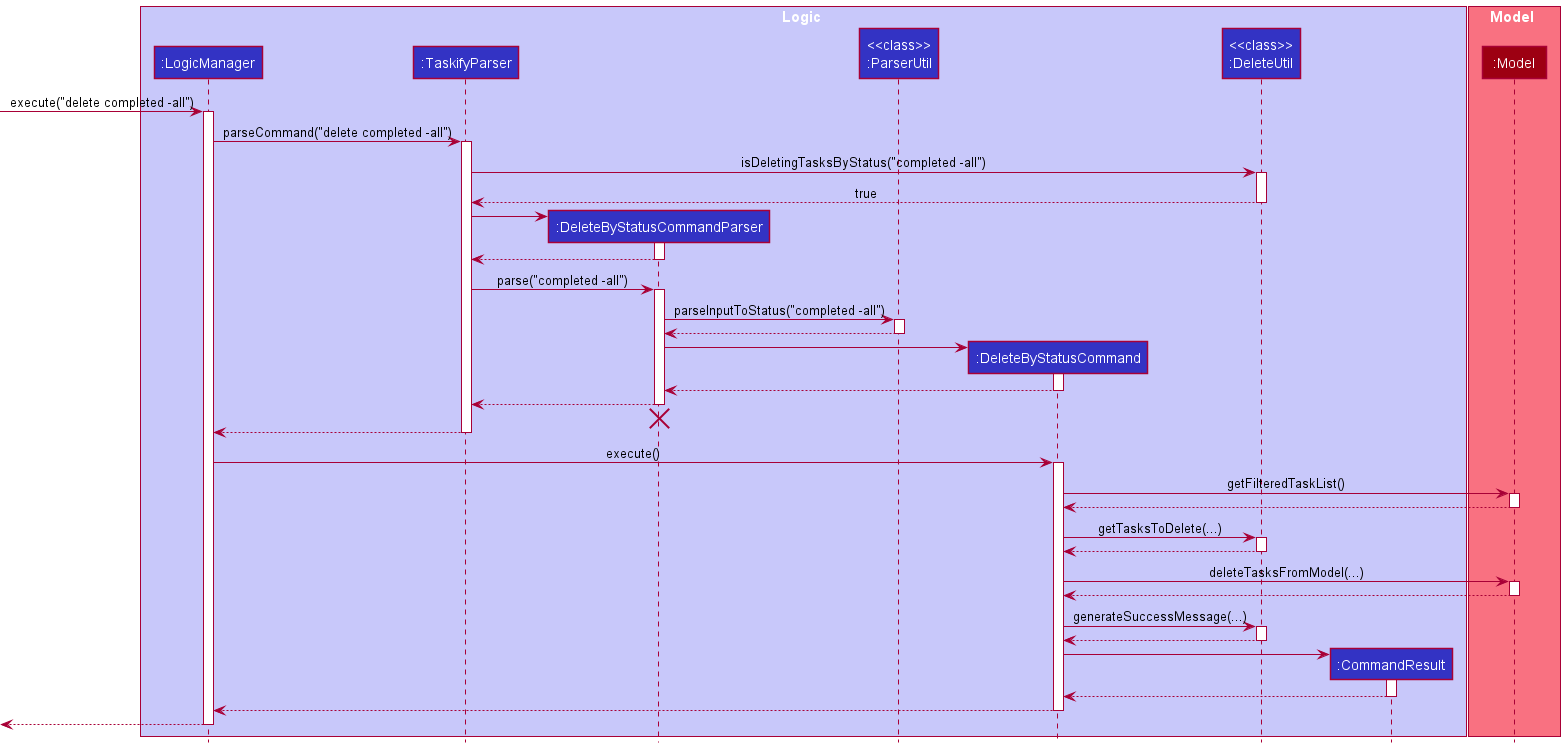 Logic
Model
<<class>>
<<class>>
:LogicManager
:TaskifyParser
:ParserUtil
:DeleteUtil
:Model
execute("delete completed -all")
parseCommand("delete completed -all")
isDeletingTasksByStatus("completed -all")
true
:DeleteByStatusCommandParser
parse("completed -all")
parseInputToStatus("completed -all")
:DeleteByStatusCommand
execute()
getFilteredTaskList()
getTasksToDelete(...)
deleteTasksFromModel(...)
generateSuccessMessage(...)
:CommandResult